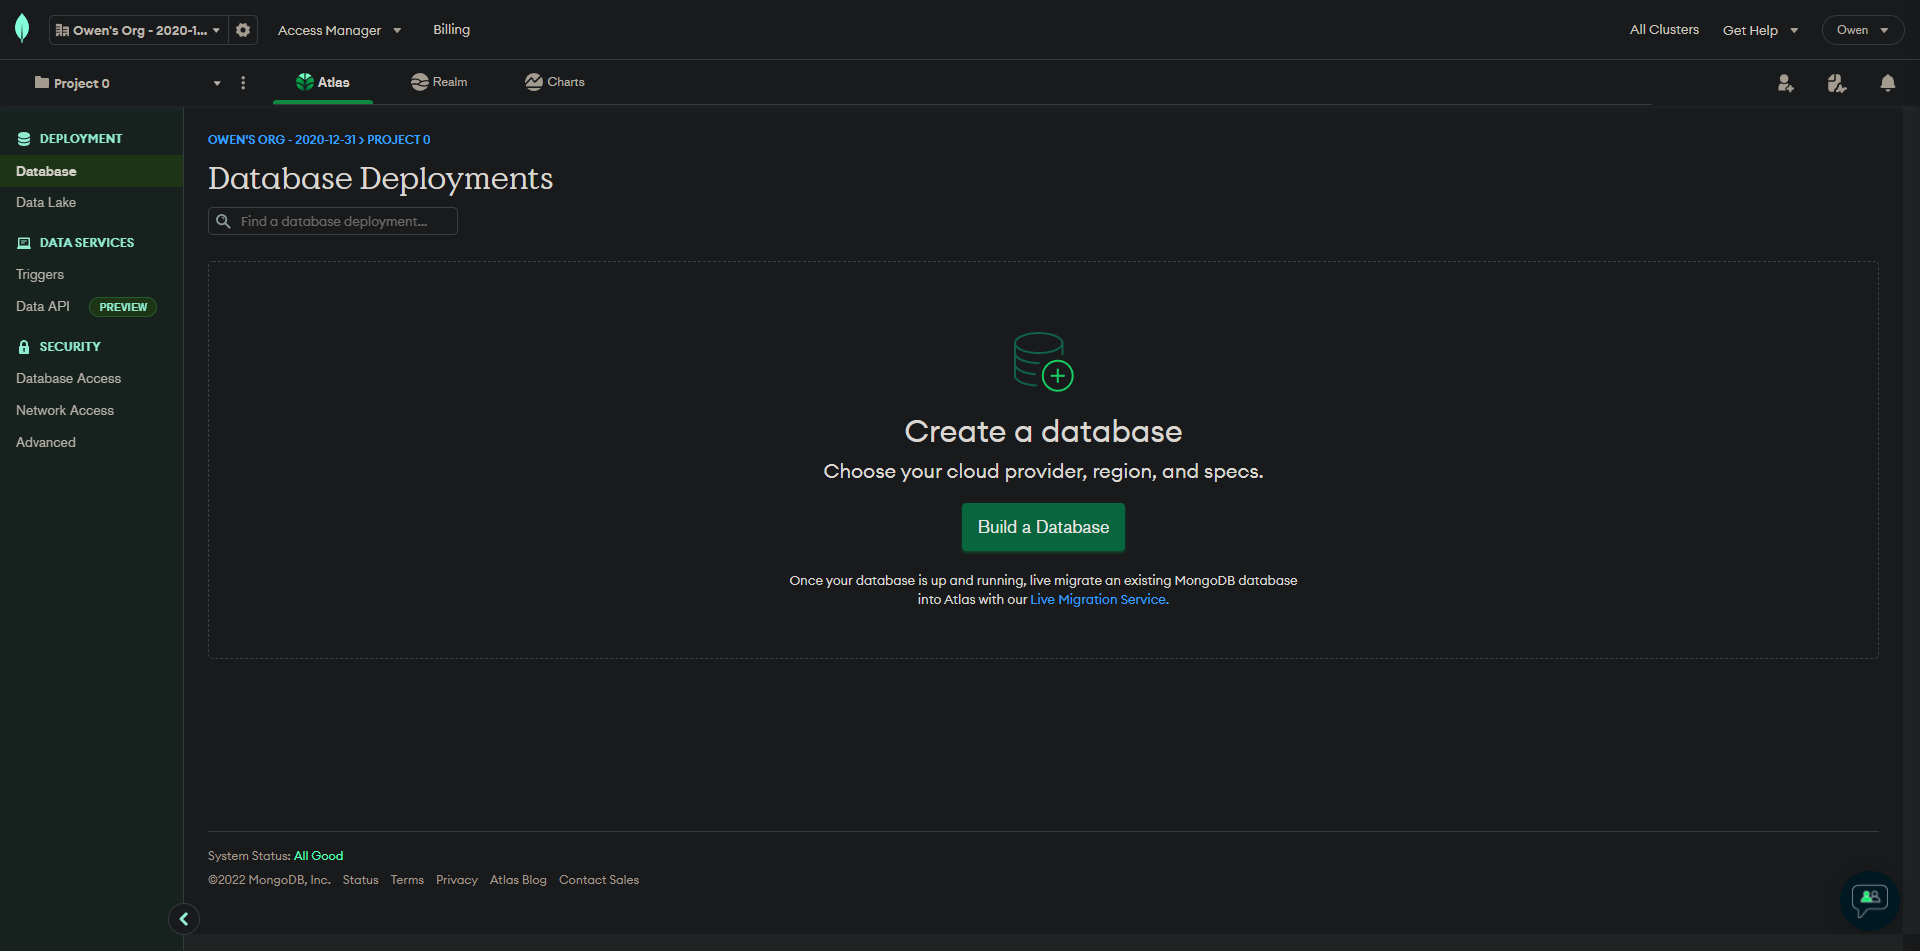 Owen's Org - 2020-1...
Access Manager
Billing
All Clusters
Get Help
Owen
Project 0
Atlas
Realm
Charts
DEPLOYMENT
Database
Data Lake
DATA SERVICES
Triggers
Data API
PREVIEW
SECURITY
Database Access
Network Access
Advanced
OWEN'S ORG - 2020-12-31 > PROJECT 0
Database Deployments
Find a database deployment...
Create a database
Choose your cloud provider, region, and specs.
Build a Database
Once your database is up and running, live migrate an existing MongoDB database
into Atlas with our Live Migration Service.
System Status: All Good
©2022 MongoDB, Inc. Status Terms Privacy Atlas Blog Contact Sales